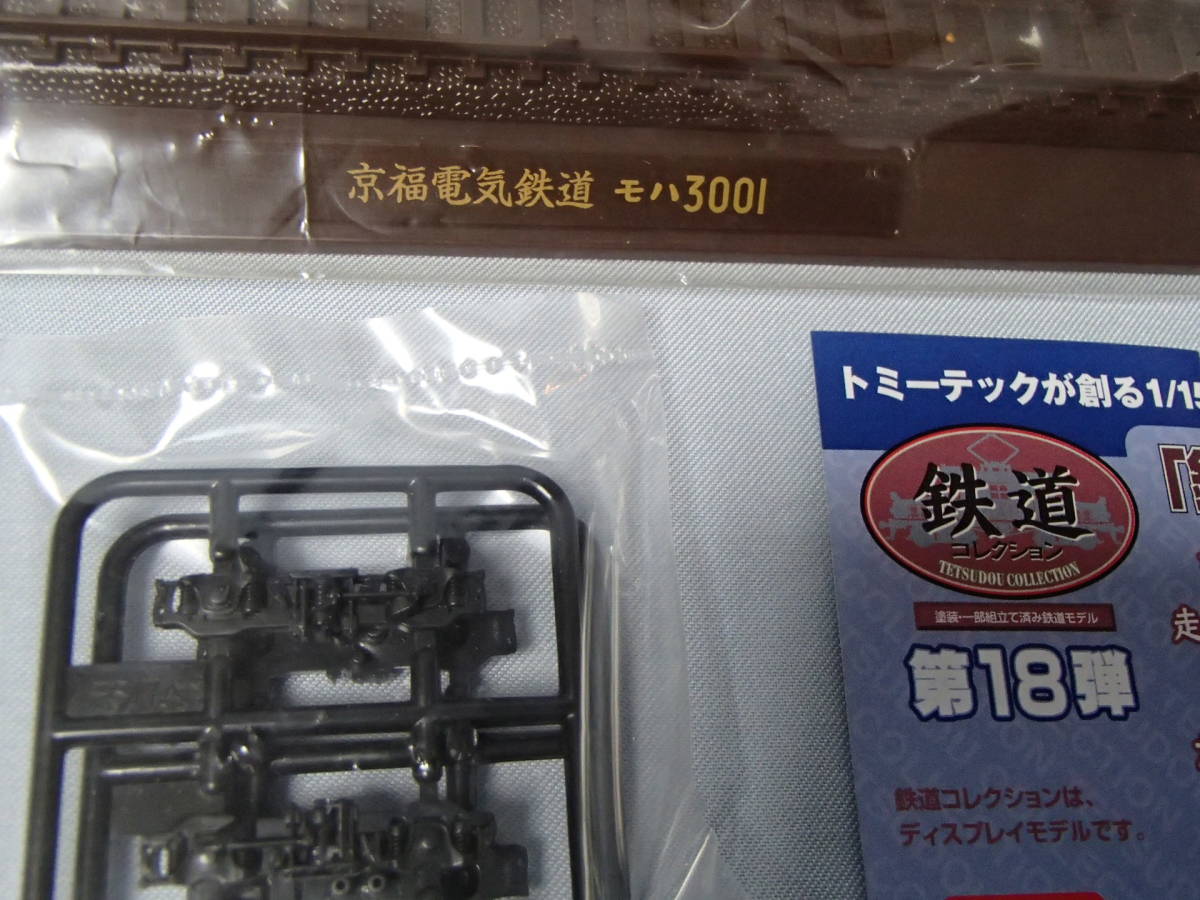 京福電気鉄道 モハ3001
トミーテックが創る1/15
鉄道
コレクション
TETSUDOU COLLECTION
塗装・一部組立て済み鉄道モデル
第18弾
走
鉄道コレクションは、
ディスプレイモデルです。